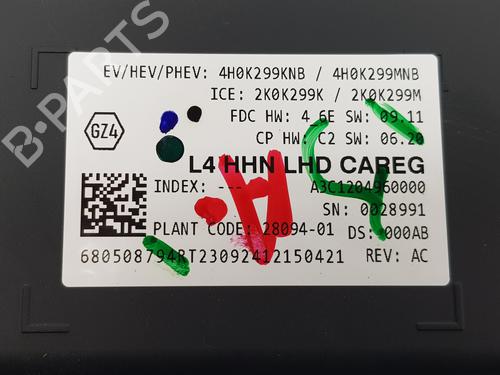 EV/HEV/PHEV: 4H0K299KNB / 4H0K299MNB
ICE: 2K0K299K / 2K0K299M
FDC HW: 4.6E SW: 09.11
GZ4
CP HW: C2 SW: 06.20
L4 HHN LHD CAREG
INDEX: ---
A3C1204960000
SN: 0028991
PLANT CODE: 28094-01 DS: 000AB
680508794RT23092412150421 REV: AC
B-PARTS